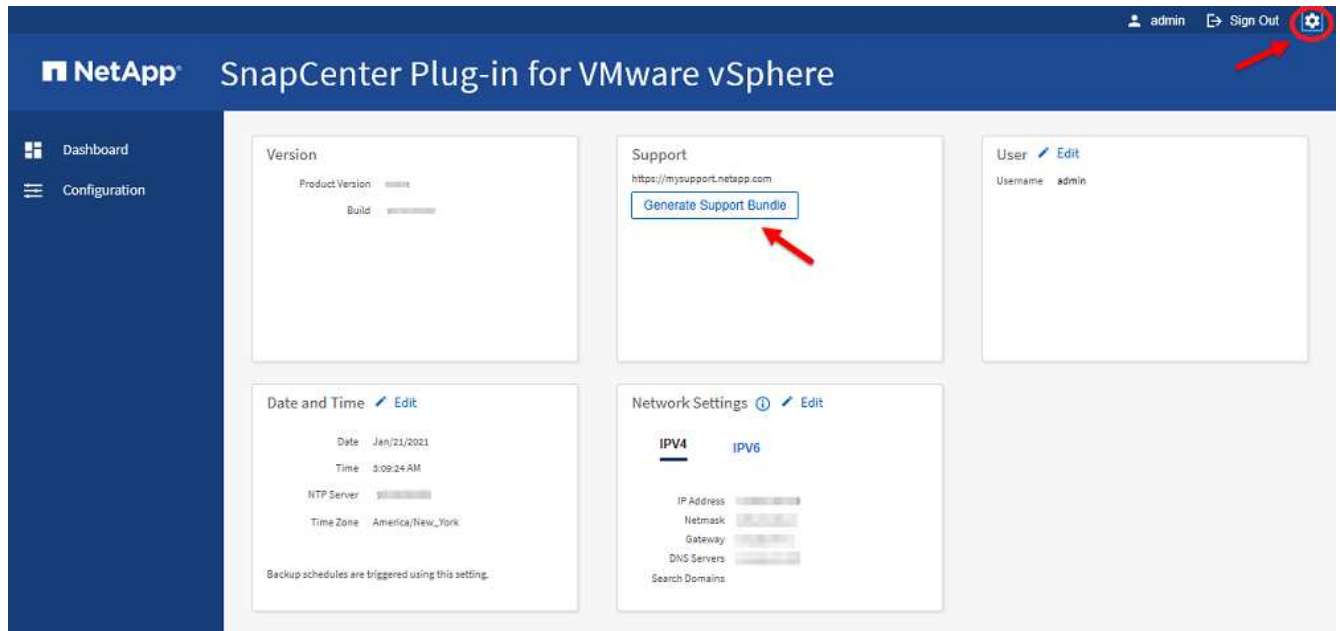 admin Sign Out
NetApp SnapCenter Plug-in for VMware vSphere
Dashboard
Configuration
Version
Product Version
Build
Support
https://mysupport.netapp.com
Generate Support Bundle
User Edit
Username admin
Date and Time Edit
Date Jan/21/2021
Time 3:09:24 AM
NTP Server
Time Zone America/New_York
Backup schedules are triggered using this setting.
Network Settings Edit
IPV4 IPV6
IP Address
Netmask
Gateway
DNS Servers
Search Domains